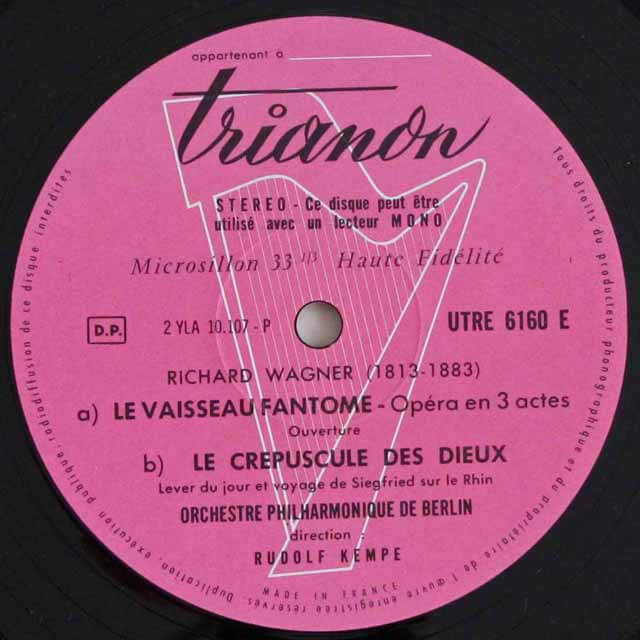 appartenant à
trianon
STEREO - Ce disque peut être
utilisé avec un lecteur MONO
Microsillon 33 1/3 Haute Fidélité
D.P.
2 YLA 10.107 - P
UTRE 6160 E
RICHARD WAGNER (1813-1883)
a) LE VAISSEAU FANTOME - Opéra en 3 actes
Ouverture
b) LE CREPUSCULE DES DIEUX
Lever du jour et voyage de Siegfried sur le Rhin
ORCHESTRE PHILHARMONIQUE DE BERLIN
direction :
RUDOLF KEMPE
MADE IN FRANCE
Tous droits du producteur phonographique et du propriétaire de l'œuvre enregistrée réservés. Duplication, exécution publique, radiodiffusion de ce disque interdites